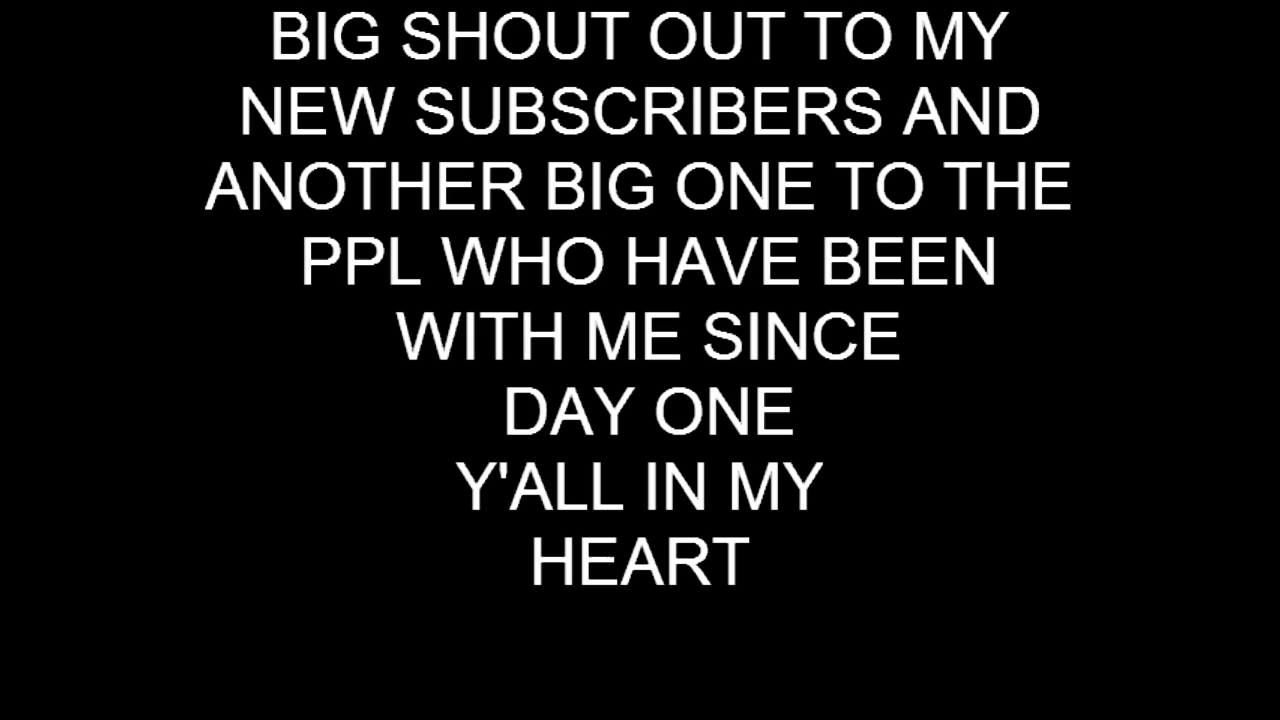 BIG SHOUT OUT TO MY
NEW SUBSCRIBERS AND
ANOTHER BIG ONE TO THE
PPL WHO HAVE BEEN
WITH ME SINCE
DAY ONE
Y'ALL IN MY
HEART